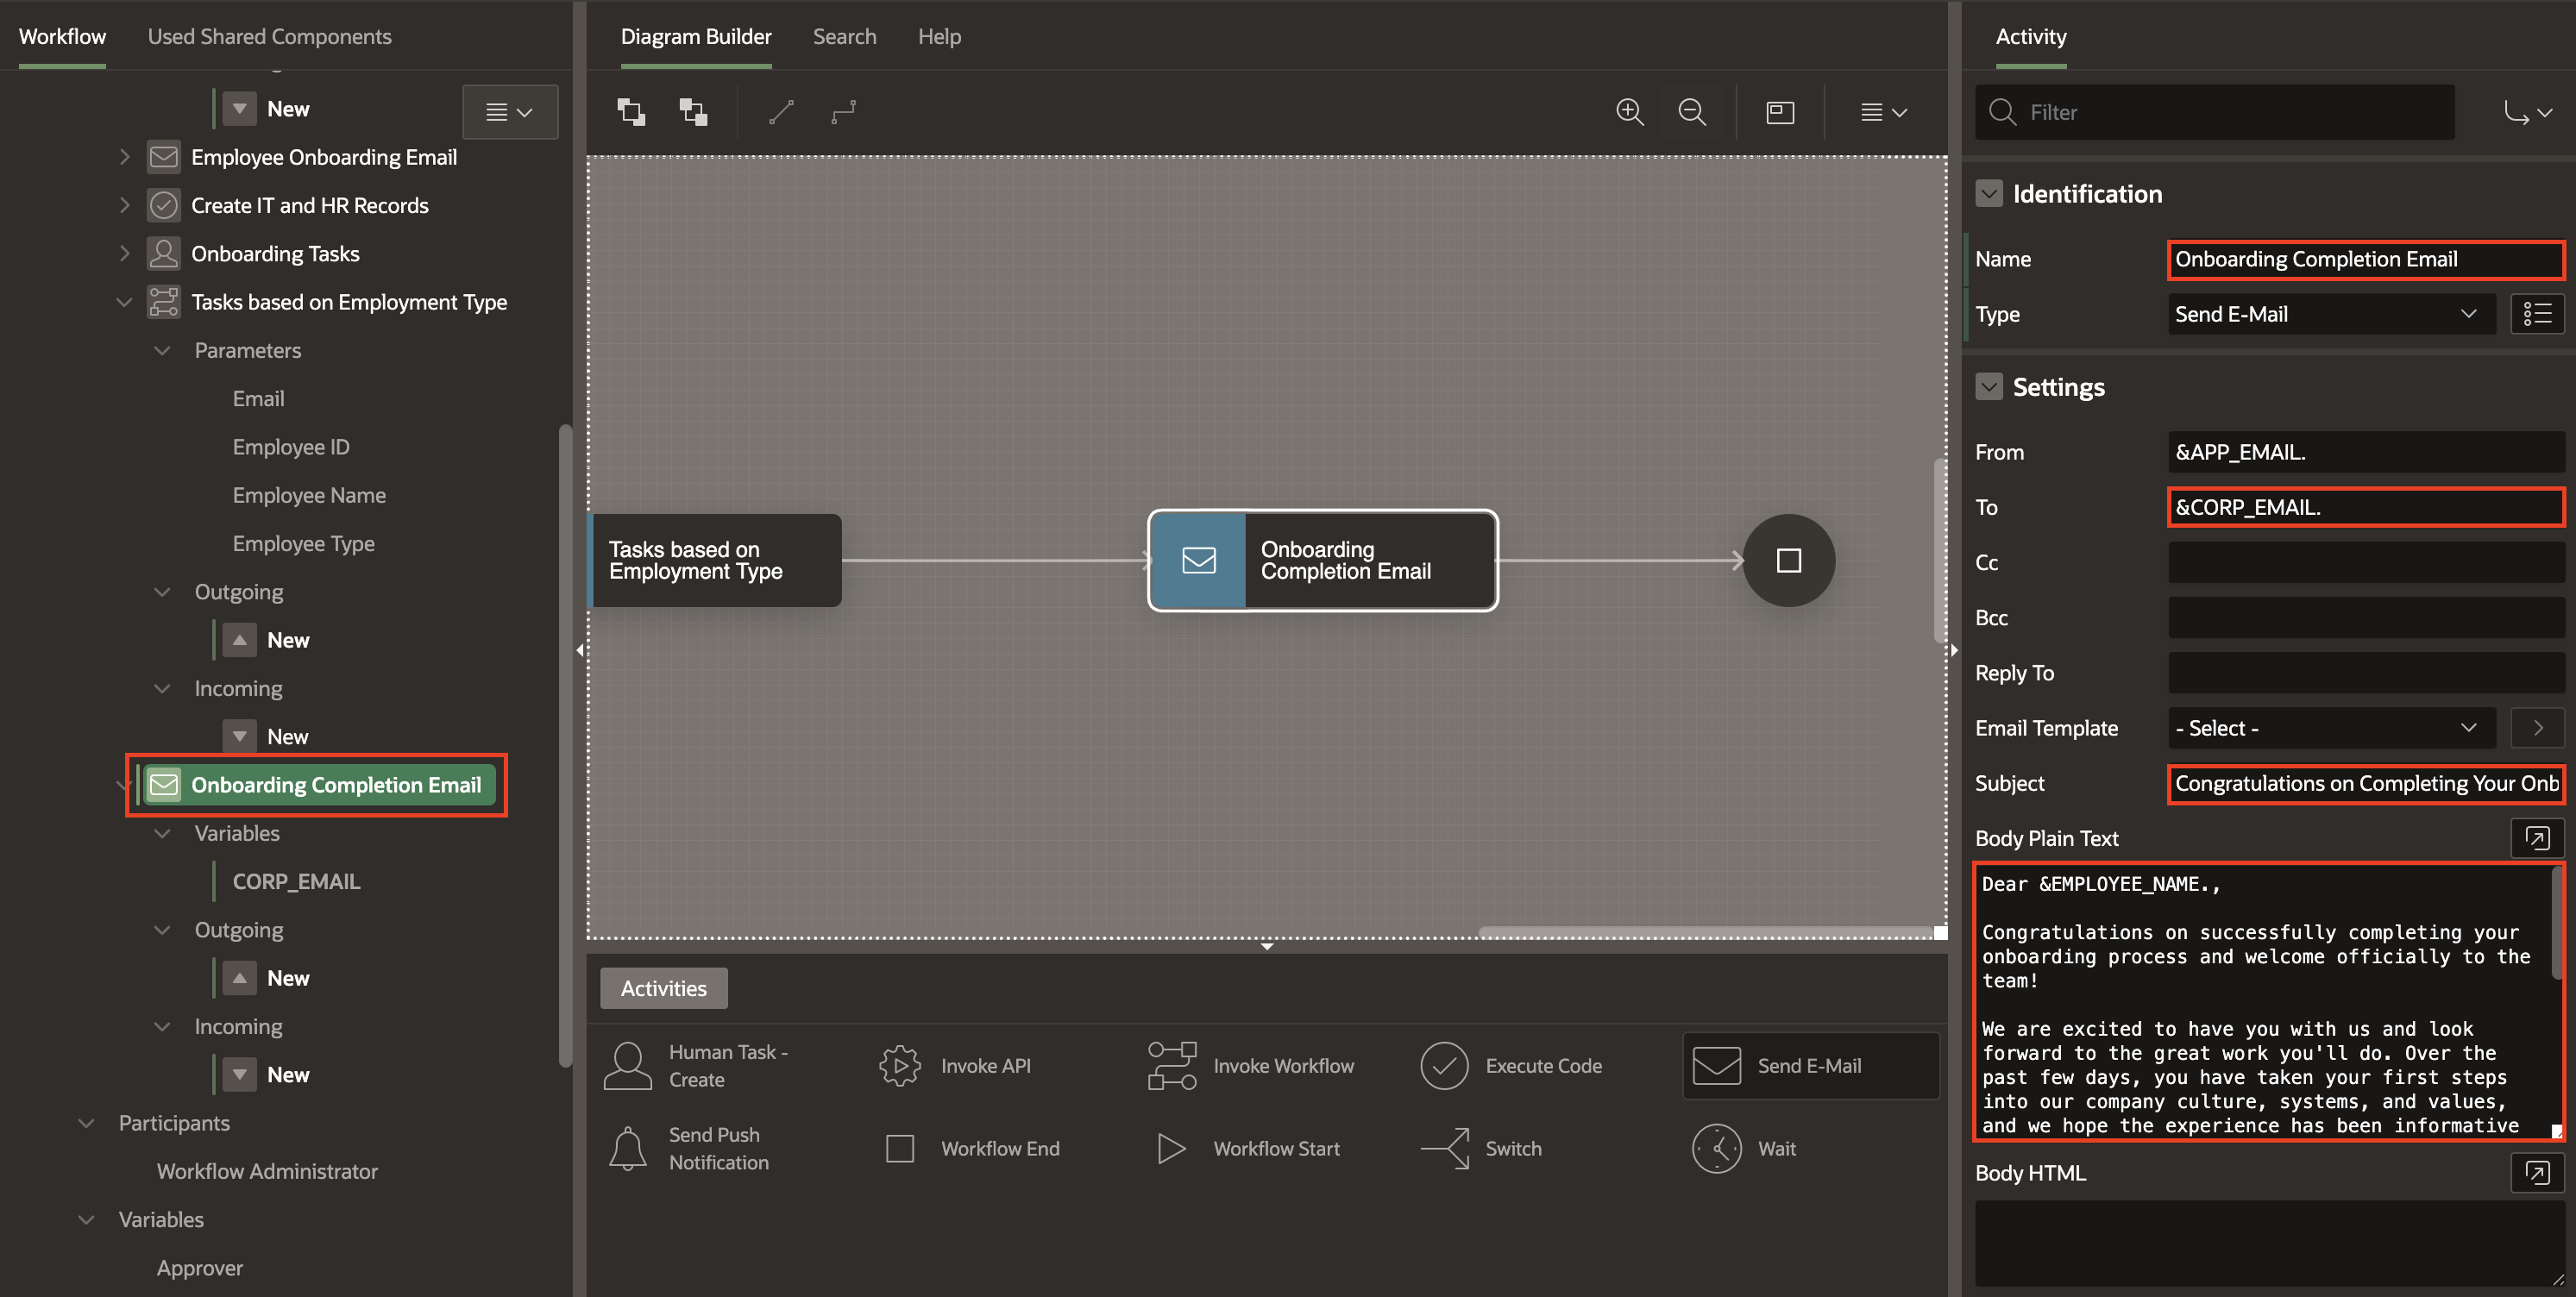 Workflow
Used Shared Components
New
Employee Onboarding Email
Create IT and HR Records
Onboarding Tasks
Tasks based on Employment Type
Parameters
Email
Employee ID
Employee Name
Employee Type
Outgoing
New
Incoming
New
Onboarding Completion Email
Variables
CORP_EMAIL
Outgoing
New
Incoming
New
Participants
Workflow Administrator
Variables
Approver
Diagram Builder
Search
Help
Tasks based on
Employment Type
Onboarding
Completion Email
Activities
Human Task -
Create
Invoke API
Invoke Workflow
Execute Code
Send E-Mail
Send Push
Notification
Workflow End
Workflow Start
Switch
Wait
Activity
Filter
Identification
Name
Onboarding Completion Email
Type
Send E-Mail
Settings
From
&APP_EMAIL.
To
&CORP_EMAIL.
Cc
Bcc
Reply To
Email Template
- Select -
Subject
Congratulations on Completing Your Onb
Body Plain Text
Dear &EMPLOYEE_NAME.,
Congratulations on successfully completing your
onboarding process and welcome officially to the
team!
We are excited to have you with us and look
forward to the great work you'll do. Over the
past few days, you have taken your first steps
into our company culture, systems, and values,
and we hope the experience has been informative
Body HTML